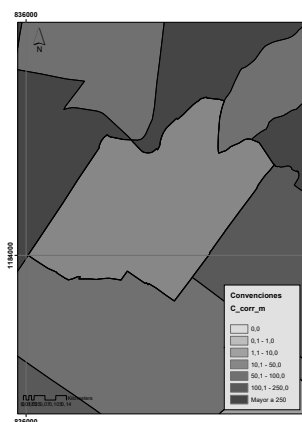 836000
N
1184000
Convenciones
C_corr_m
0,0
0,1 - 1,0
1,1 - 10,0
10,1 - 50,0
50,1 - 100,0
100,1 - 250,0
Mayor a 250
836000